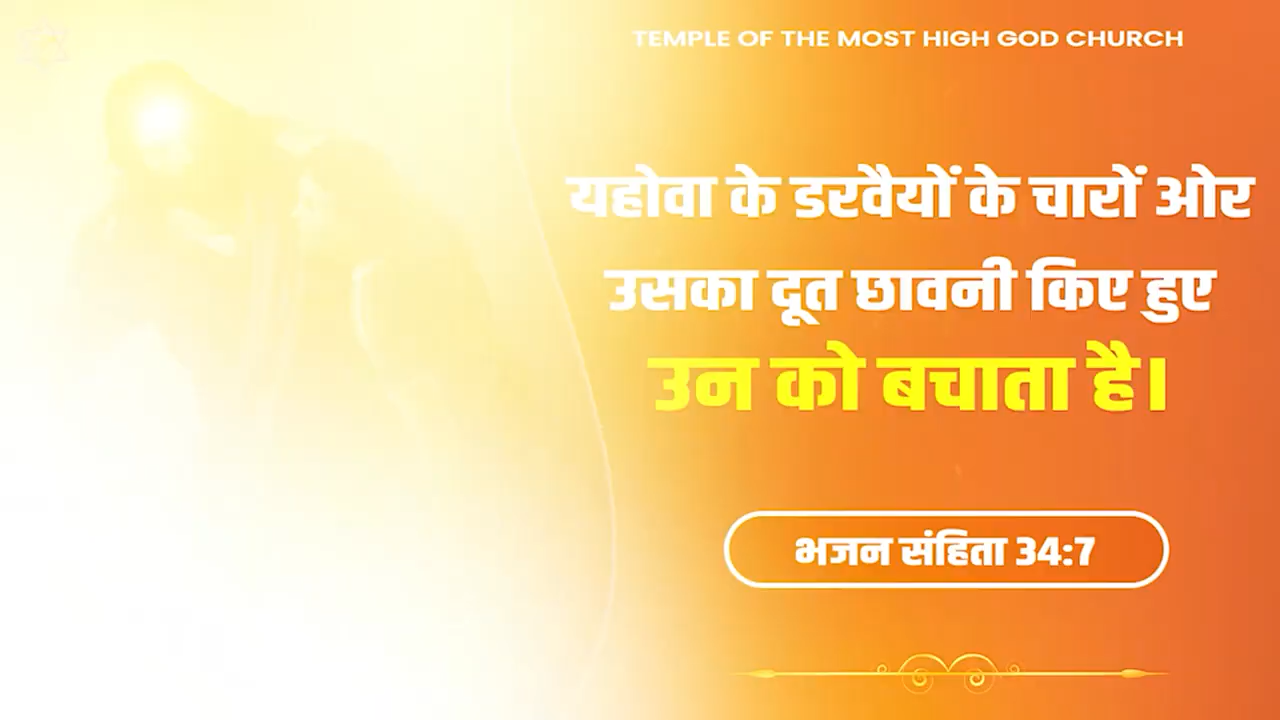 TEMPLE OF THE MOST HIGH GOD CHURCH
यहोवा के डरवैयों के चारों ओर
उसका दूत छावनी किए हुए
उन को बचाता है।
भजन संहिता 34:7